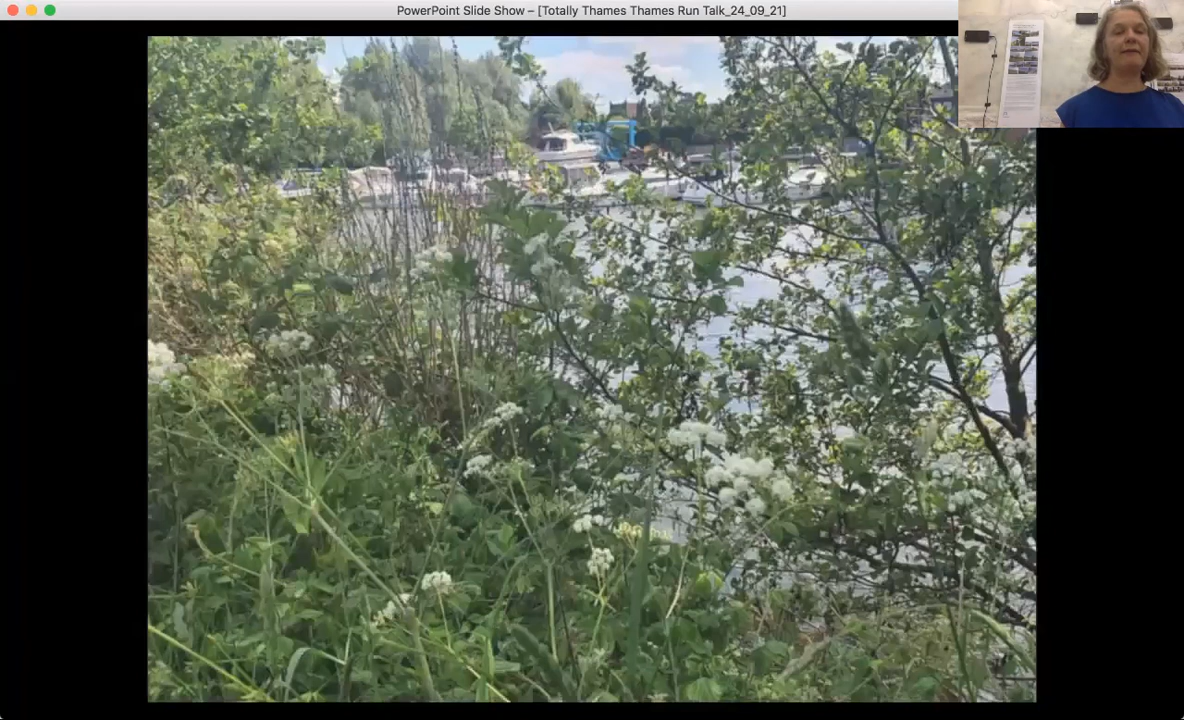 PowerPoint Slide Show – [Totally Thames Thames Run Talk_24_09_21]